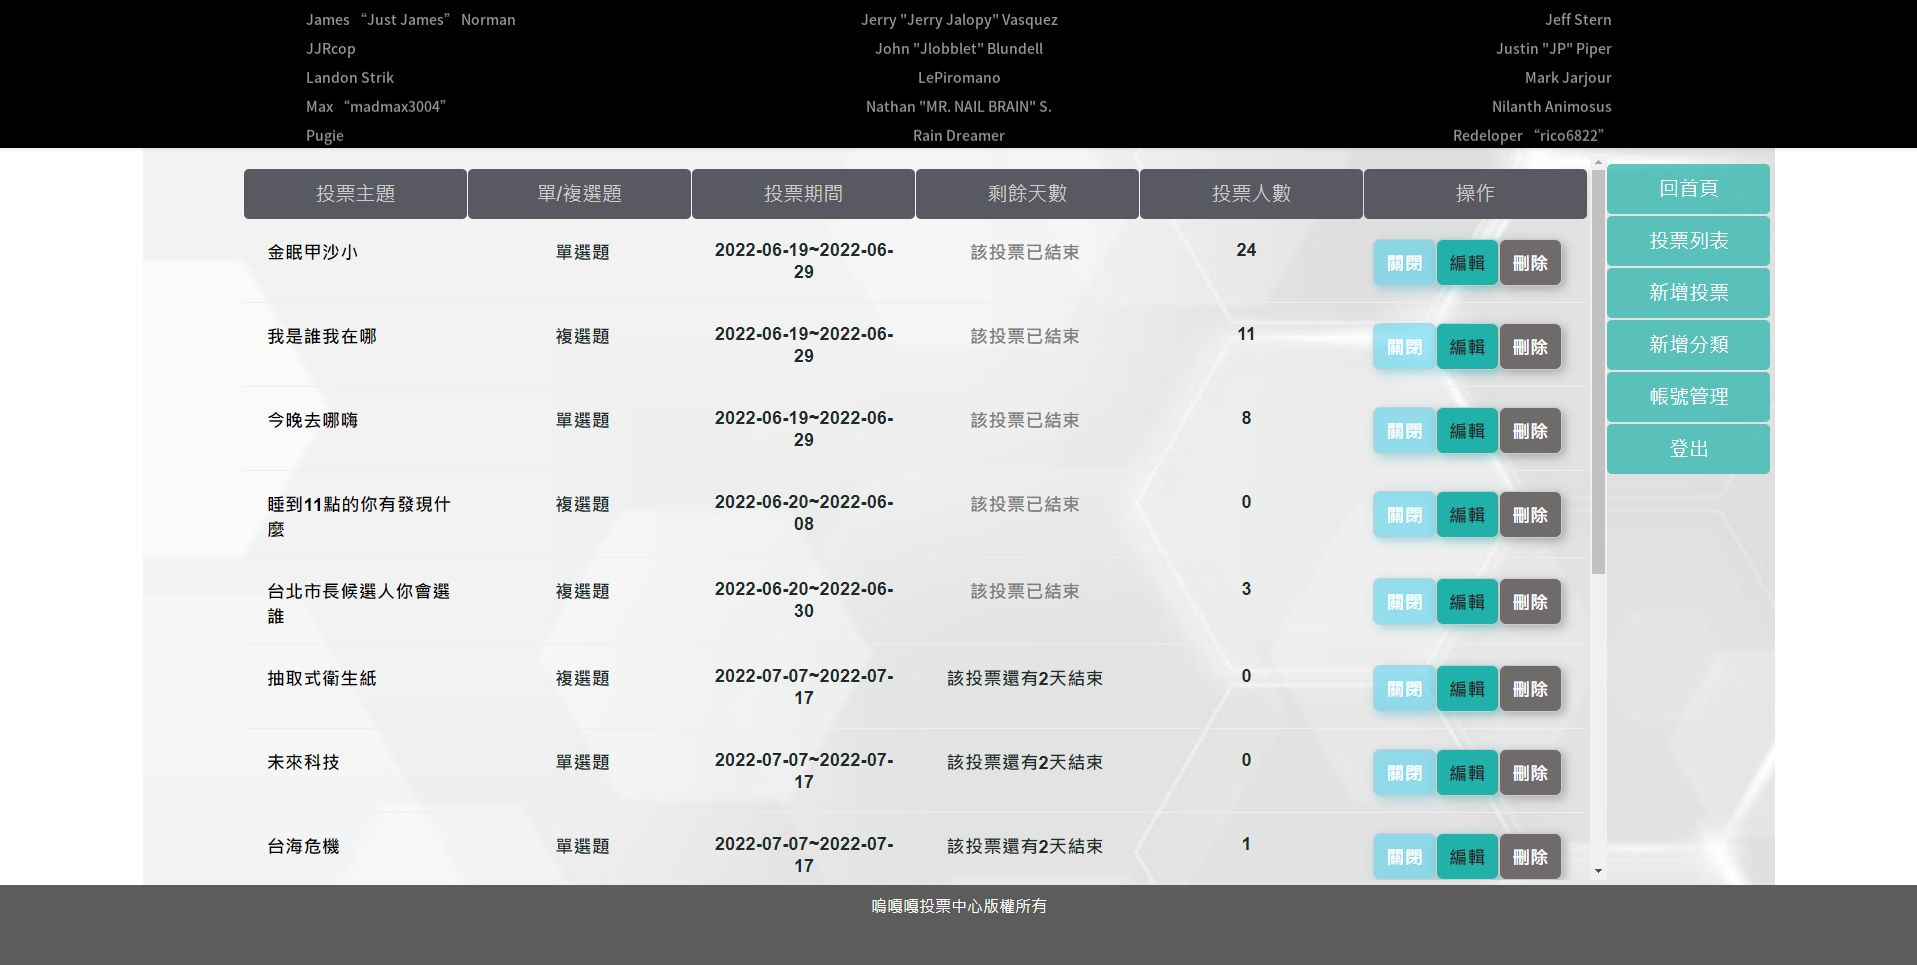 James “Just James” Norman
Jerry "Jerry Jalopy" Vasquez
Jeff Stern
JJRcop
John "Jlobblet" Blundell
Justin "JP" Piper
Landon Strik
LePiromano
Mark Jarjour
Max “madmax3004”
Nathan "MR. NAIL BRAIN" S.
Nilanth Animosus
Pugie
Rain Dreamer
Redeloper “rico6822”
投票主題
單/複選題
投票期間
剩餘天數
投票人數
操作
金眠甲沙小
單選題
2022-06-19~2022-06-
29
該投票已結束
24
關閉
編輯
刪除
我是誰我在哪
複選題
2022-06-19~2022-06-
29
該投票已結束
11
關閉
編輯
刪除
今晚去哪嗨
單選題
2022-06-19~2022-06-
29
該投票已結束
8
關閉
編輯
刪除
睡到11點的你有發現什
麼
複選題
2022-06-20~2022-06-
08
該投票已結束
0
關閉
編輯
刪除
台北市長候選人你會選
誰
複選題
2022-06-20~2022-06-
30
該投票已結束
3
關閉
編輯
刪除
抽取式衛生紙
複選題
2022-07-07~2022-07-
17
該投票還有2天結束
0
關閉
編輯
刪除
未來科技
單選題
2022-07-07~2022-07-
17
該投票還有2天結束
0
關閉
編輯
刪除
台海危機
單選題
2022-07-07~2022-07-
17
該投票還有2天結束
1
關閉
編輯
刪除
回首頁
投票列表
新增投票
新增分類
帳號管理
登出
嗚嘎嘎投票中心版權所有